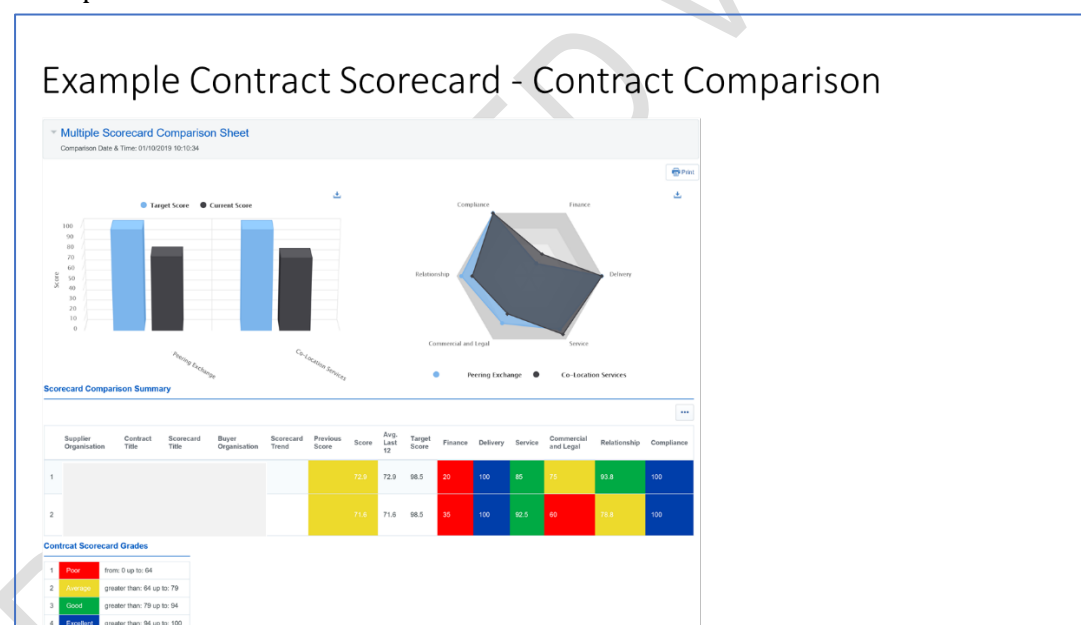 Example Contract Scorecard - Contract Comparison
Multiple Scorecard Comparison Sheet
Comparison Date & Time: 01/10/2019 10:10:34
Print
Target Score Current Score
100
90
80
70
60
50
40
30
20
10
0
Score
Peering Exchange
Co-Location Services
Compliance Finance
Relationship Delivery
Commercial and Legal Service
Peering Exchange Co-Location Services
Scorecard Comparison Summary
Supplier Organisation Contract Title Scorecard Title Buyer Organisation Scorecard Trend Previous Score Score Avg. Last 12 Target Score Finance Delivery Service Commercial and Legal Relationship Compliance
1 72.9 72.9 98.5 20 100 85 75 93.8 100
2 71.6 71.6 98.5 35 100 92.5 60 100
Contrcat Scorecard Grades
1 Poor from: 0 up to: 64
2 Average greater than: 64 up to: 79
3 Good greater than: 79 up to: 94
4 Excellent greater than: 94 up to: 100